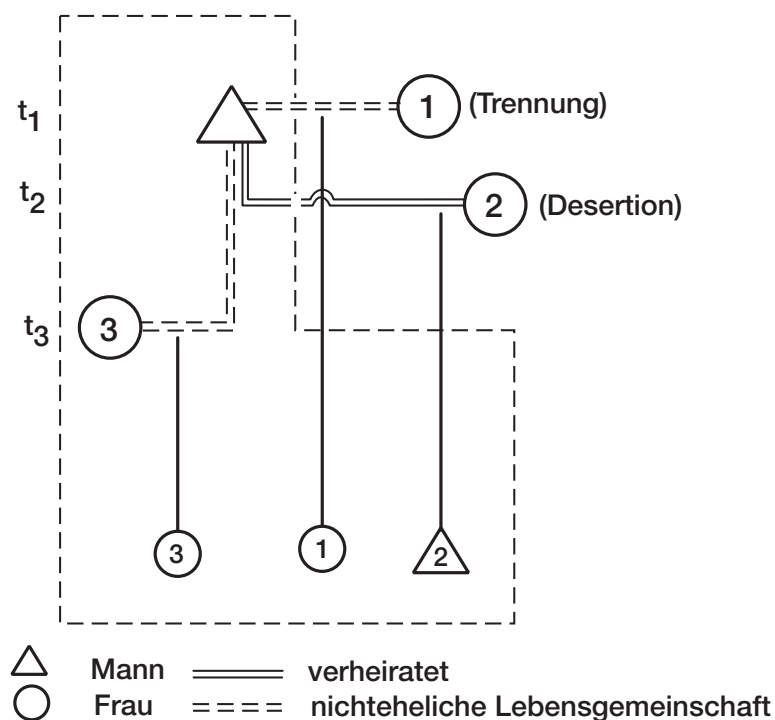 t1 1 (Trennung)
t2 2 (Desertion)
t3 3
3 1 2
Mann verheiratet
Frau nichteheliche Lebensgemeinschaft